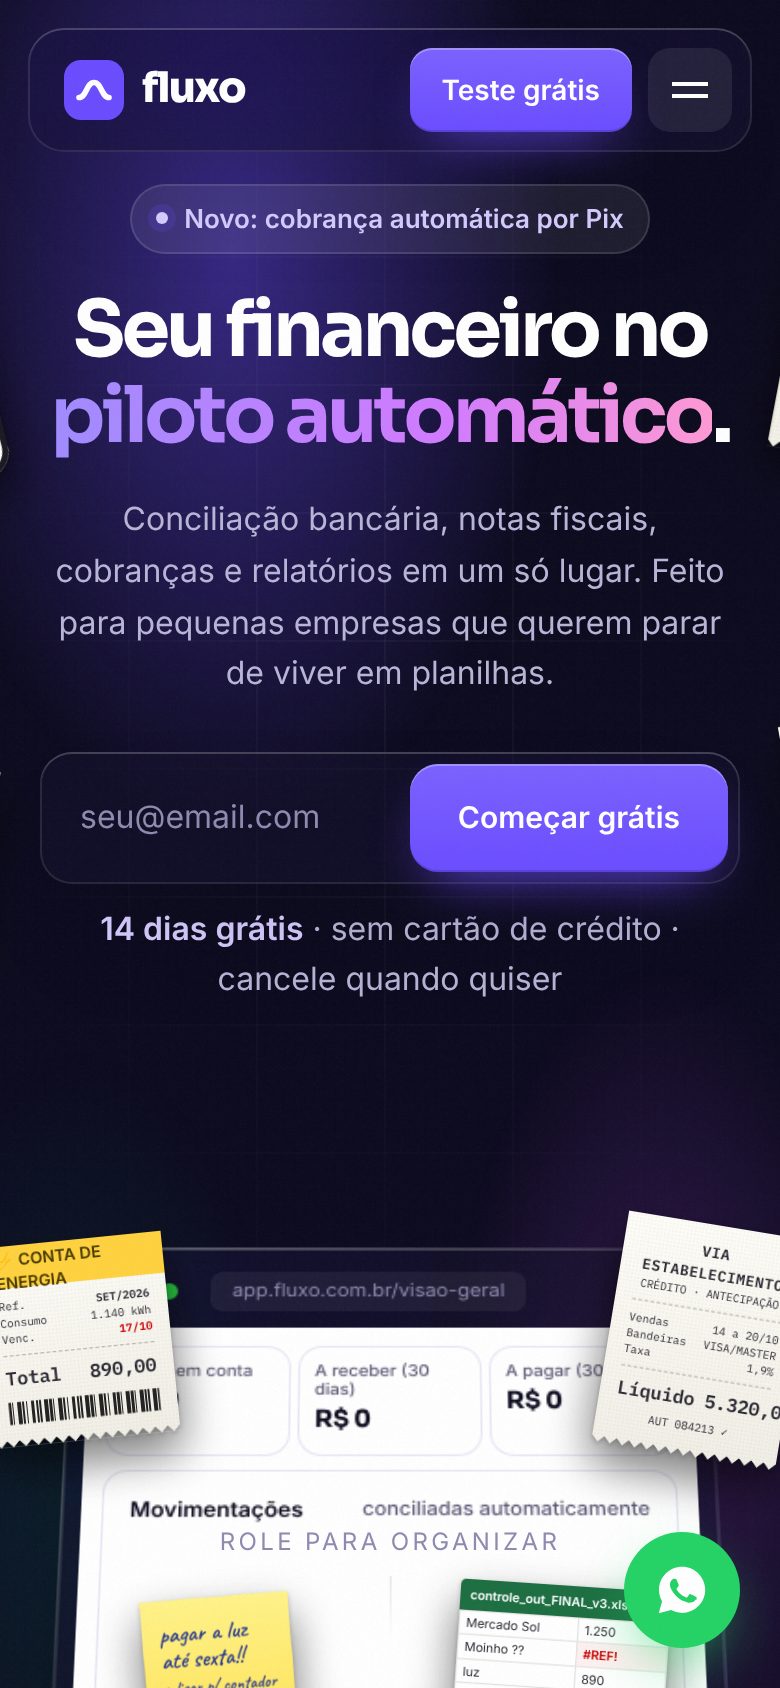 fluxo
Teste grátis
Novo: cobrança automática por Pix
Seu financeiro no
piloto automático.
Conciliação bancária, notas fiscais,
cobranças e relatórios em um só lugar. Feito
para pequenas empresas que querem parar
de viver em planilhas.
seu@email.com
Começar grátis
14 dias grátis · sem cartão de crédito ·
cancele quando quiser
CONTA DE
ENERGIA
Ref. SET/2026
Consumo 1.140 kWh
Venc. 17/10
Total 890,00
VIA
ESTABELECIMENTO
CRÉDITO · ANTECIPAÇÃO
Vendas 14 a 20/10
Bandeiras VISA/MASTER
Taxa 1,9%
Líquido 5.320,0
AUT 084213 ✓
app.fluxo.com.br/visao-geral
em conta
A receber (30
dias)
R$ 0
A pagar (30
R$ 0
Movimentações conciliadas automaticamente
ROLE PARA ORGANIZAR
pagar a luz
até sexta!!
contador
controle_out_FINAL_v3.xls
Mercado Sol 1.250
Moinho ?? #REF!
luz 890